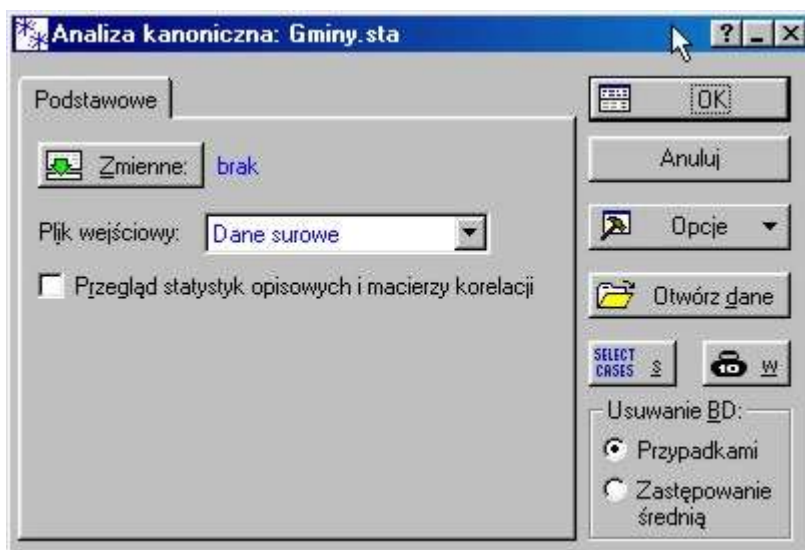 Analiza kanoniczna: Gminy.sta
Podstawowe
Zmienne: brak
Plik wejściowy: Dane surowe
Przegląd statystyk opisowych i macierzy korelacji
OK
Anuluj
Opcje
Otwórz dane
SELECT CASES S
W
Usuwanie BD:
Przypadkami
Zastępowanie
średnią